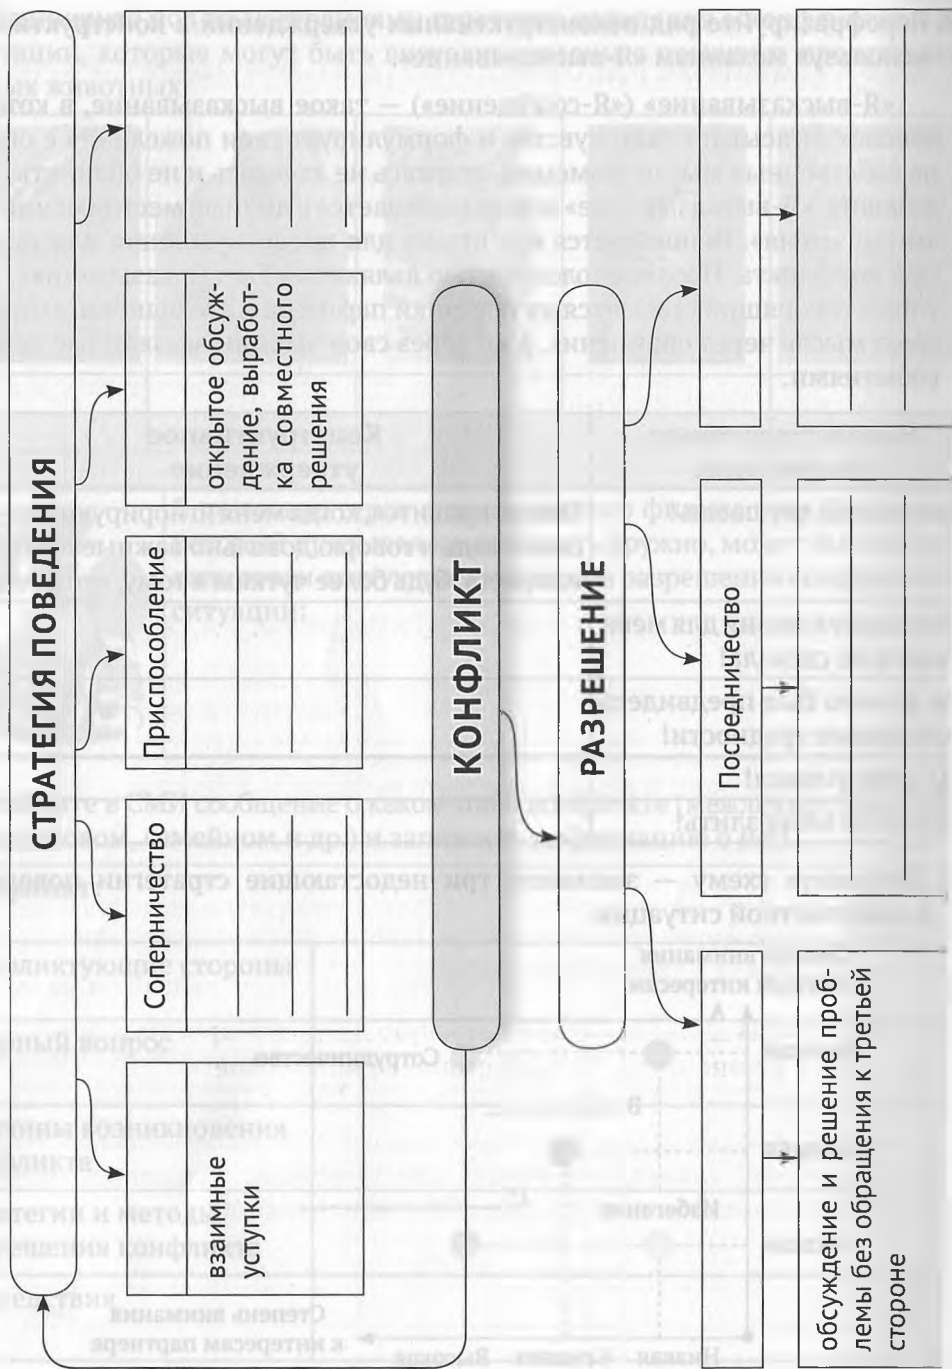 СТРАТЕГИЯ ПОВЕДЕНИЯ
взаимные
уступки
Соперничество
Приспособление
открытое обсуж-
дение, выработ-
ка совместного
решения
КОНФЛИКТ
РАЗРЕШЕНИЕ
обсуждение и решение проб-
лемы без обращения к третьей
стороне
Посредничество